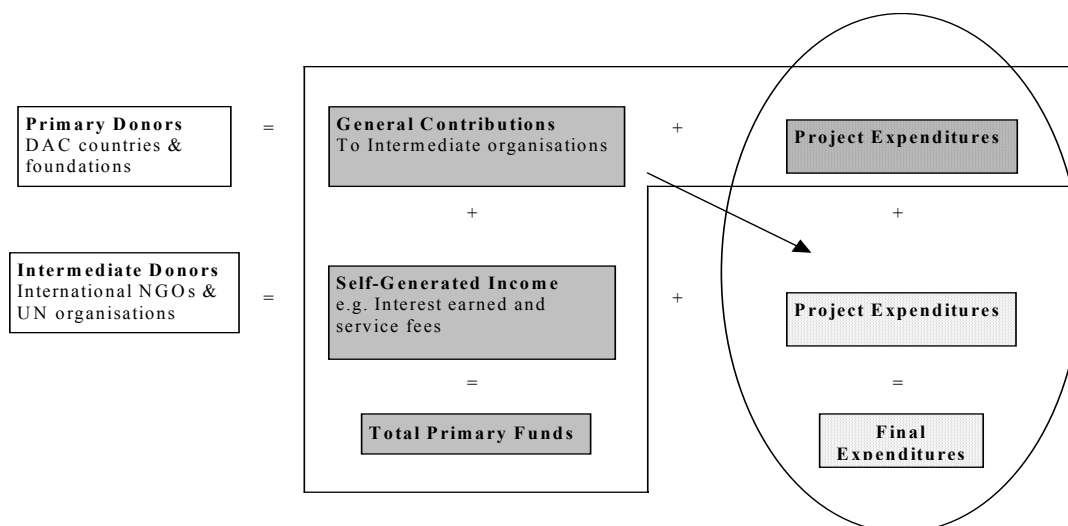 Primary Donors
DAC countries &
foundations
=
General Contributions
To Intermediate organisations
+
Project Expenditures
+
+
Intermediate Donors
International NGOs &
UN organisations
=
Self-Generated Income
e.g. Interest earned and
service fees
+
Project Expenditures
=
=
Total Primary Funds
Final
Expenditures